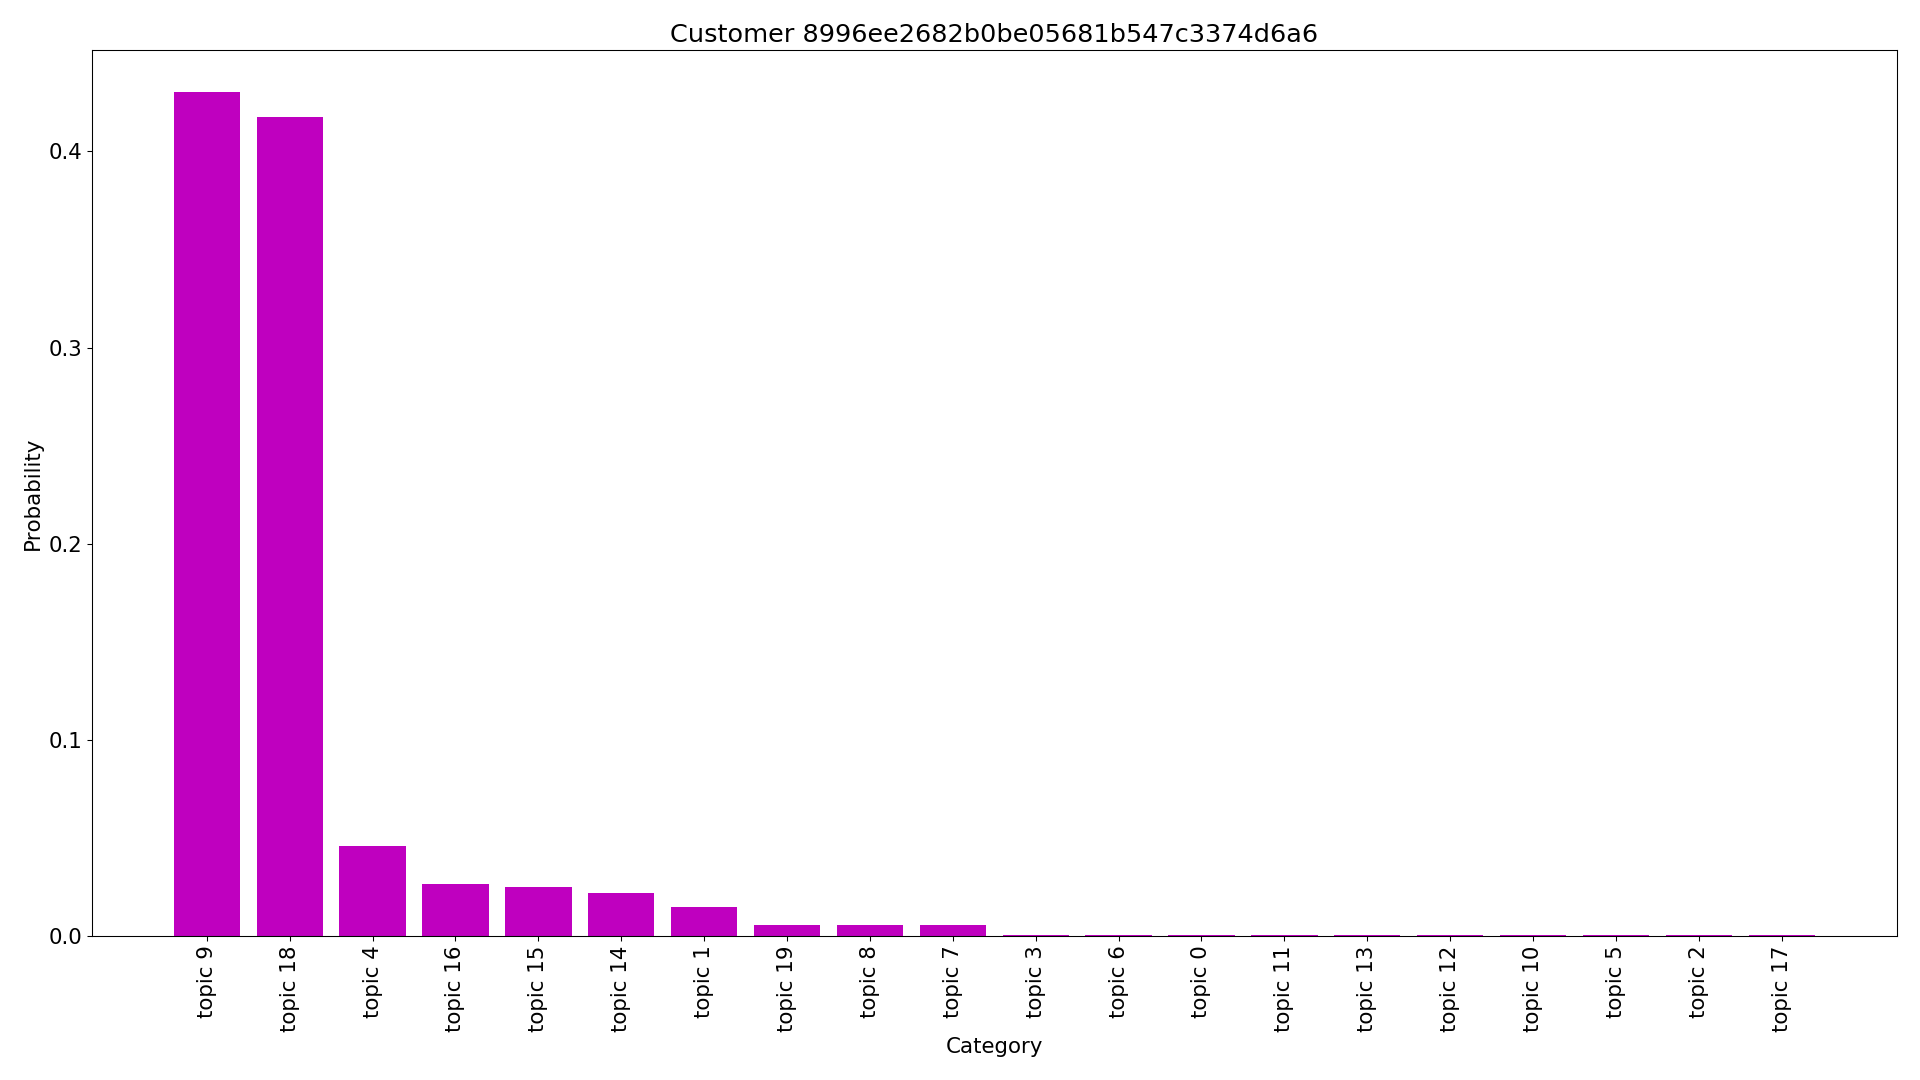 Customer 8996ee2682b0be05681b547c3374d6a6
Probability
0.4
0.3
0.2
0.1
0.0
topic 9
topic 18
topic 4
topic 16
topic 15
topic 14
topic 1
topic 19
topic 8
topic 7
topic 3
topic 6
topic 0
topic 11
topic 13
topic 12
topic 10
topic 5
topic 2
topic 17
Category